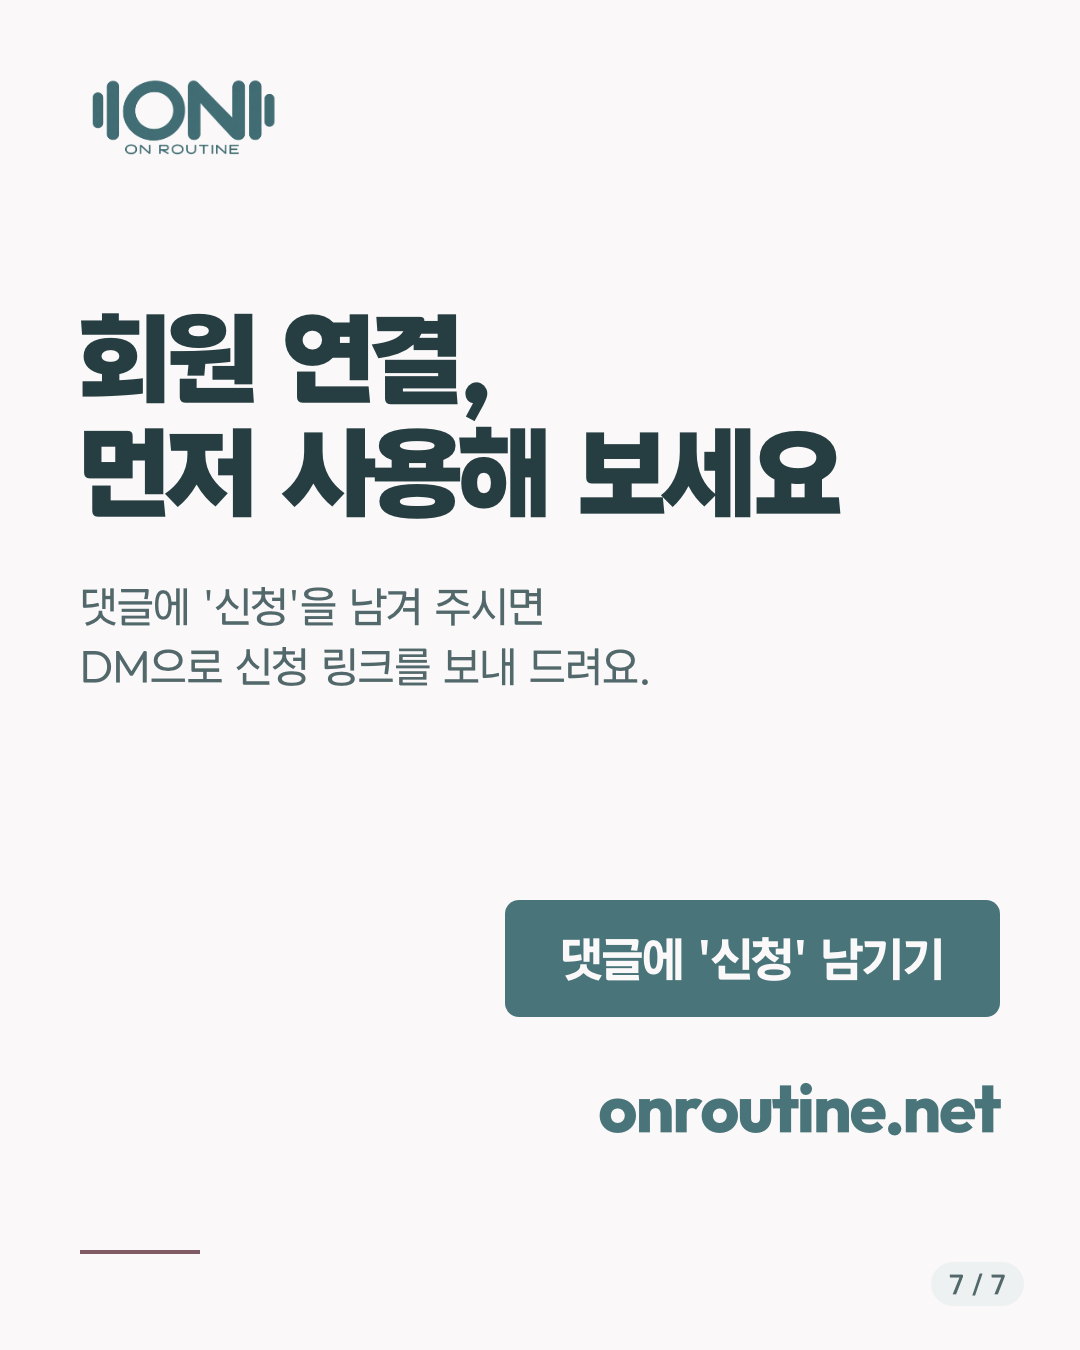 ION
ON ROUTINE
회원 연결,
먼저 사용해 보세요
댓글에 '신청'을 남겨 주시면
DM으로 신청 링크를 보내 드려요.
댓글에 '신청' 남기기
onroutine.net
7 / 7